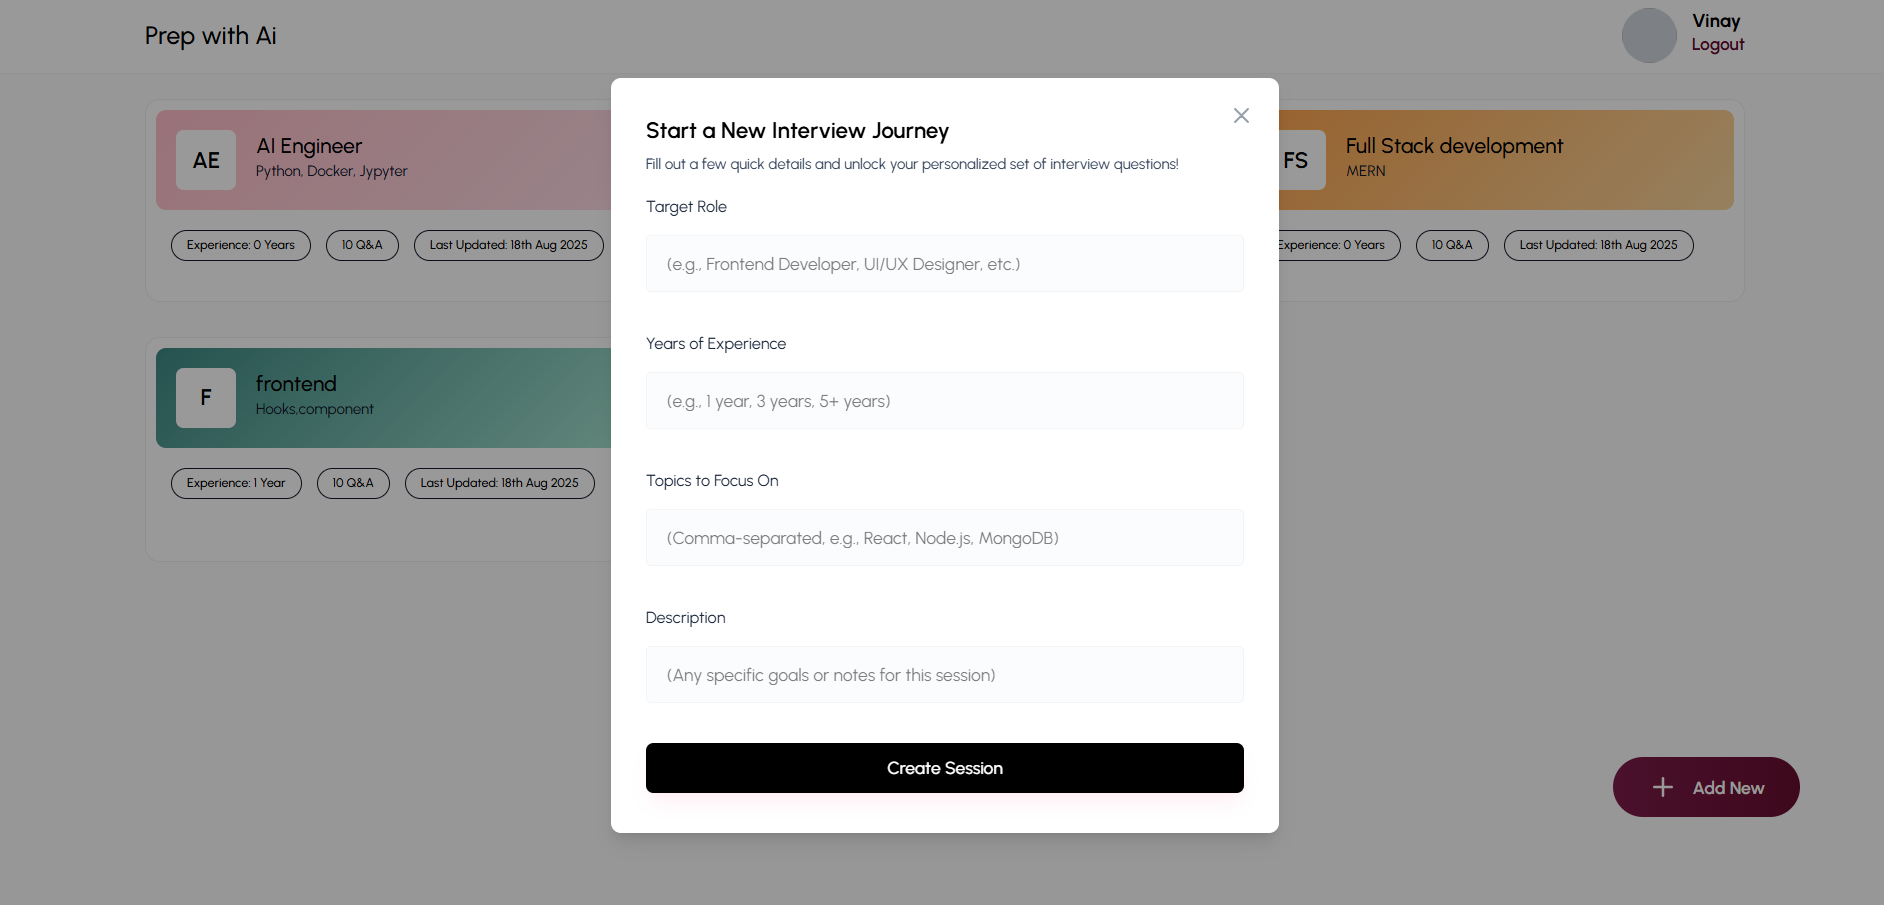 Prep with Ai
Vinay
Logout
AE
AI Engineer
Python, Docker, Jypyter
Experience: 0 Years
10 Q&A
Last Updated: 18th Aug 2025
FS
Full Stack development
MERN
Experience: 0 Years
10 Q&A
Last Updated: 18th Aug 2025
F
frontend
Hooks,component
Experience: 1 Year
10 Q&A
Last Updated: 18th Aug 2025
Start a New Interview Journey
Fill out a few quick details and unlock your personalized set of interview questions!
Target Role
(e.g., Frontend Developer, UI/UX Designer, etc.)
Years of Experience
(e.g., 1 year, 3 years, 5+ years)
Topics to Focus On
(Comma-separated, e.g., React, Node.js, MongoDB)
Description
(Any specific goals or notes for this session)
Create Session
Add New